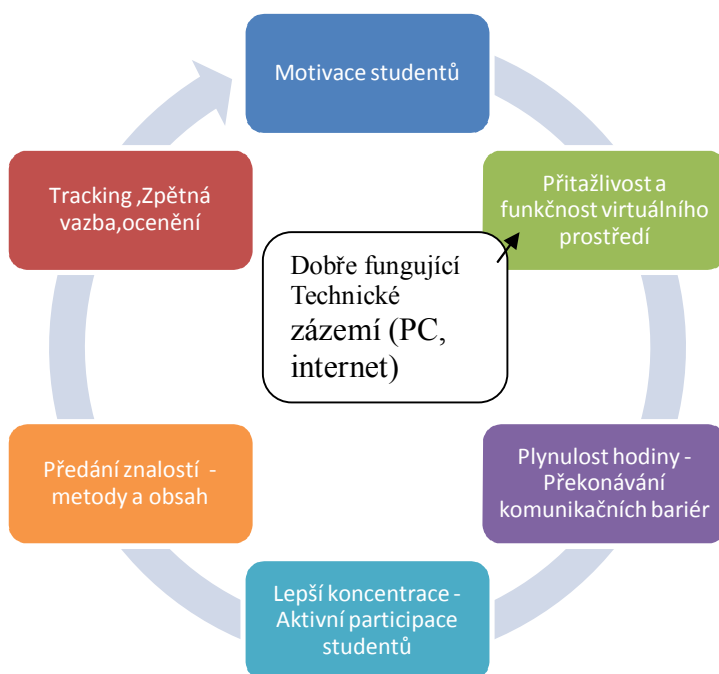 Motivace studentů
Přitažlivost a
funkčnost virtuálního
prostředí
Plynulost hodiny -
Překonávání
komunikačních bariér
Lepší koncentrace -
Aktivní participace
studentů
Předání znalostí -
metody a obsah
Tracking ,Zpětná
vazba,ocenění
Dobře fungující
Technické
zázemí (PC,
internet)